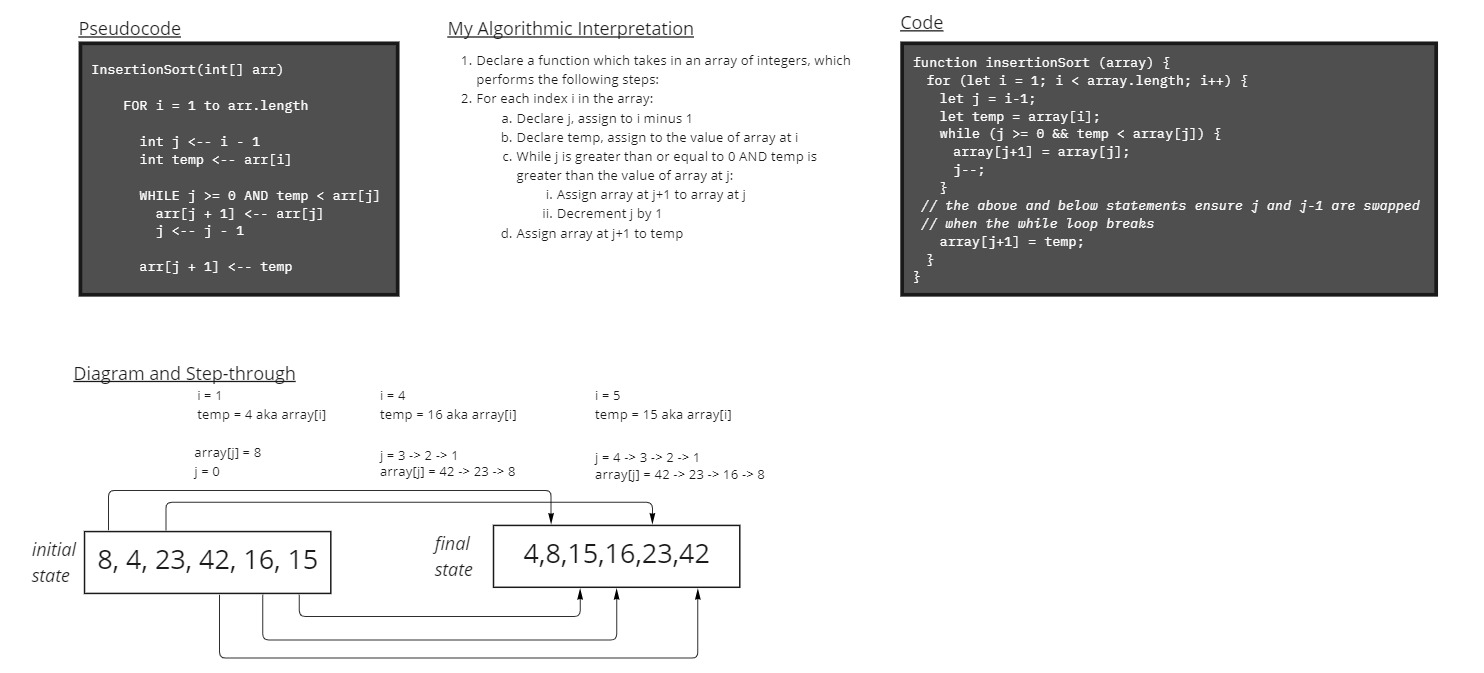 Pseudocode
InsertionSort(int[] arr)
FOR i = 1 to arr.length
int j <-- i - 1
int temp <-- arr[i]
WHILE j >= 0 AND temp < arr[j]
arr[j + 1] <-- arr[j]
j <-- j - 1
arr[j + 1] <-- temp
My Algorithmic Interpretation
1. Declare a function which takes in an array of integers, which
performs the following steps:
2. For each index i in the array:
a. Declare j, assign to i minus 1
b. Declare temp, assign to the value of array at i
c. While j is greater than or equal to 0 AND temp is
greater than the value of array at j:
i. Assign array at j+1 to array at j
ii. Decrement j by 1
d. Assign array at j+1 to temp
Code
function insertionSort (array) {
for (let i = 1; i < array.length; i++) {
let j = i-1;
let temp = array[i];
while (j >= 0 && temp < array[j]) {
array[j+1] = array[j];
j--;
}
// the above and below statements ensure j and j-1 are swapped
// when the while loop breaks
array[j+1] = temp;
}
}
Diagram and Step-through
i = 1
temp = 4 aka array[i]
array[j] = 8
j = 0
i = 4
temp = 16 aka array[i]
j = 3 -> 2 -> 1
array[j] = 42 -> 23 -> 8
i = 5
temp = 15 aka array[i]
j = 4 -> 3 -> 2 -> 1
array[j] = 42 -> 23 -> 16 -> 8
initial
state
8, 4, 23, 42, 16, 15
final
state
4,8,15,16,23,42